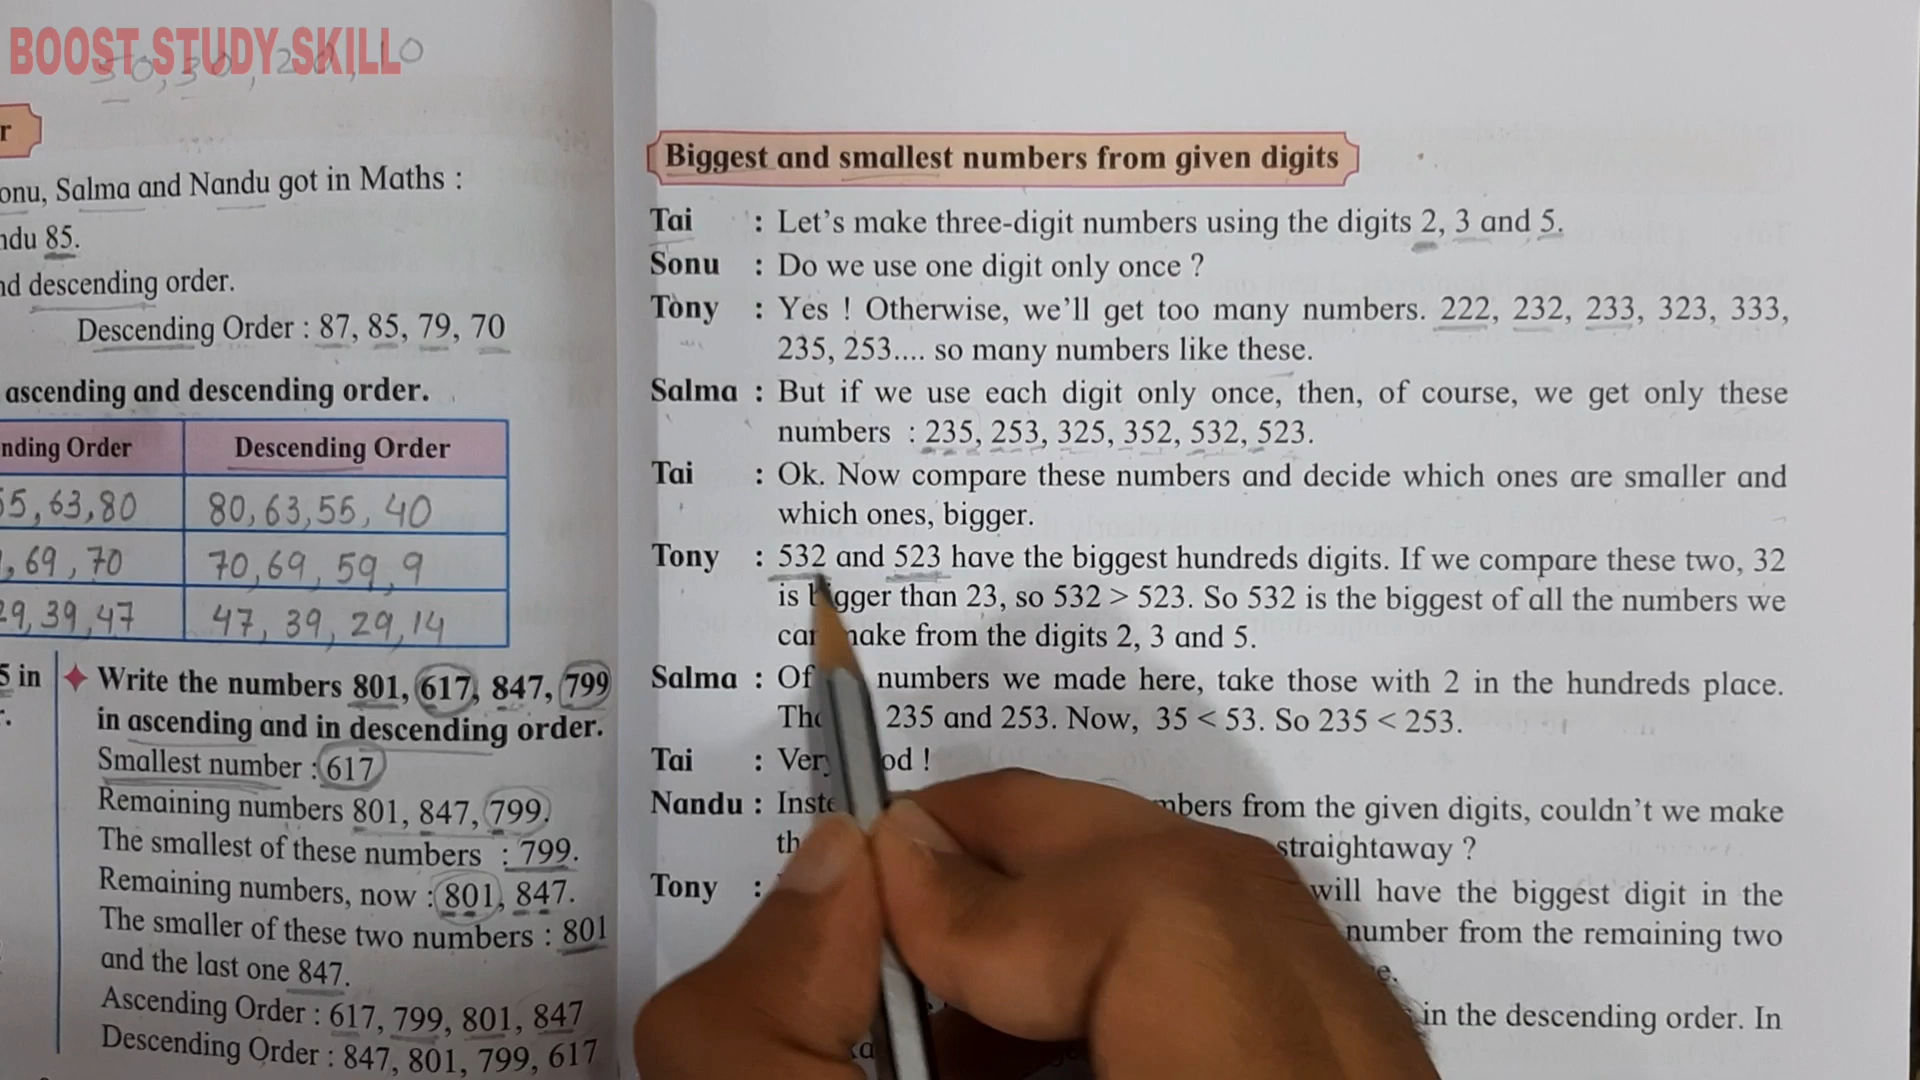 BOOST STUDY SKILL
50, 30, 20, 10
r
onu, Salma and Nandu got in Maths :
ndu 85.
nd descending order.
Descending Order : 87, 85, 79, 70
ascending and descending order.
nding Order Descending Order
55, 63, 80 80, 63, 55, 40
, 69, 70 70, 69, 59, 9
29, 39, 47 47, 39, 29, 14
5 in
r.
Write the numbers 801, 617, 847, 799
in ascending and in descending order.
Smallest number : 617
Remaining numbers 801, 847, 799.
The smallest of these numbers : 799.
Remaining numbers, now : 801, 847.
The smaller of these two numbers : 801
and the last one 847.
Ascending Order : 617, 799, 801, 847
Descending Order : 847, 801, 799, 617
Biggest and smallest numbers from given digits
Tai : Let's make three-digit numbers using the digits 2, 3 and 5.
Sonu : Do we use one digit only once ?
Tony : Yes ! Otherwise, we'll get too many numbers. 222, 232, 233, 323, 333,
235, 253.... so many numbers like these.
Salma : But if we use each digit only once, then, of course, we get only these
numbers : 235, 253, 325, 352, 532, 523.
Tai : Ok. Now compare these numbers and decide which ones are smaller and
which ones, bigger.
Tony : 532 and 523 have the biggest hundreds digits. If we compare these two, 32
is bigger than 23, so 532 > 523. So 532 is the biggest of all the numbers we
can make from the digits 2, 3 and 5.
Salma : Of numbers we made here, take those with 2 in the hundreds place.
235 and 253. Now, 35 < 53. So 235 < 253.
Tai : Very good !
Nandu : Inste mbers from the given digits, couldn't we make
th straightaway ?
Tony : will have the biggest digit in the
number from the remaining two
e.
in the descending order. In